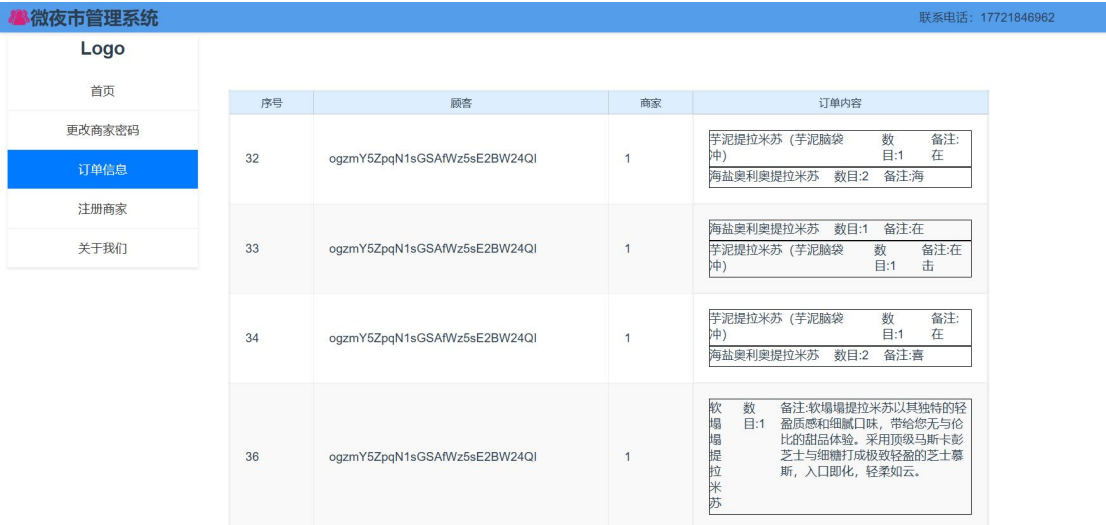 微夜市管理系统
联系电话：17721846962
Logo
首页
更改商家密码
订单信息
注册商家
关于我们
序号 顾客 商家 订单内容
32 ogzmY5ZpqN1sGSAfWz5sE2BW24QI 1
芋泥提拉米苏（芋泥脑袋 数 备注:
冲） 目:1 在
海盐奥利奥提拉米苏 数目:2 备注:海
33 ogzmY5ZpqN1sGSAfWz5sE2BW24QI 1
海盐奥利奥提拉米苏 数目:1 备注:在
芋泥提拉米苏（芋泥脑袋 数 备注:在
冲） 目:1 击
34 ogzmY5ZpqN1sGSAfWz5sE2BW24QI 1
芋泥提拉米苏（芋泥脑袋 数 备注:
冲） 目:1 在
海盐奥利奥提拉米苏 数目:2 备注:喜
36 ogzmY5ZpqN1sGSAfWz5sE2BW24QI 1
软 数 备注:软塌塌提拉米苏以其独特的轻
塌 目:1 盈质感和细腻口味，带给您无与伦
塌 比的甜品体验。采用顶级马斯卡彭
提 芝士与细糖打成极致轻盈的芝士慕
拉 斯，入口即化，轻柔如云。
米
苏